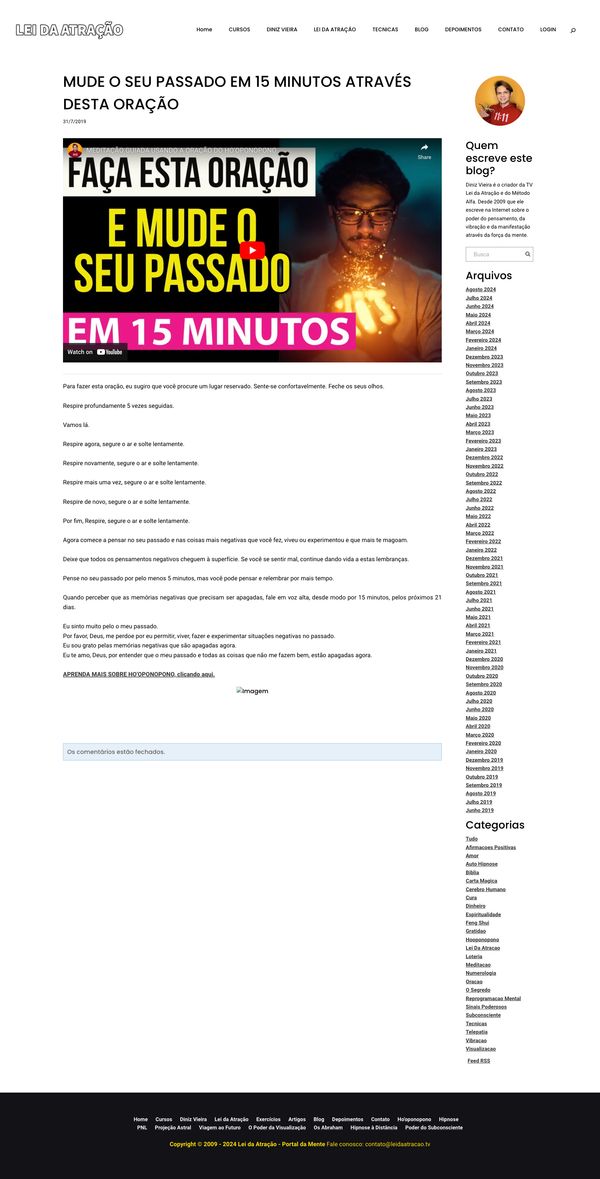 LEI DA ATRAÇÃO
Home CURSOS DINIZ VIEIRA LEI DA ATRAÇÃO TECNICAS BLOG DEPOIMENTOS CONTATO LOGIN
MUDE O SEU PASSADO EM 15 MINUTOS ATRAVÉS
DESTA ORAÇÃO
31/7/2019
MEDITAÇÃO GUIADA USANDO A ORAÇÃO DO HO'OPONOPONO
Share
FAÇA ESTA ORAÇÃO
E MUDE O
SEU PASSADO
EM 15 MINUTOS
Watch on YouTube
Para fazer esta oração, eu sugiro que você procure um lugar reservado. Sente-se confortavelmente. Feche os seus olhos.
Respire profundamente 5 vezes seguidas.
Vamos lá.
Respire agora, segure o ar e solte lentamente.
Respire novamente, segure o ar e solte lentamente.
Respire mais uma vez, segure o ar e solte lentamente.
Respire de novo, segure o ar e solte lentamente.
Por fim, Respire, segure o ar e solte lentamente.
Agora comece a pensar no seu passado e nas coisas mais negativas que você fez, viveu ou experimentou e que mais te magoam.
Deixe que todos os pensamentos negativos cheguem à superfície. Se você se sentir mal, continue dando vida a estas lembranças.
Pense no seu passado por pelo menos 5 minutos, mas você pode pensar e relembrar por mais tempo.
Quando perceber que as memórias negativas que precisam ser apagadas, fale em voz alta, desde modo por 15 minutos, pelos próximos 21
dias.
Eu sinto muito pelo o meu passado.
Por favor, Deus, me perdoe por eu permitir, viver, fazer e experimentar situações negativas no passado.
Eu sou grato pelas memórias negativas que são apagadas agora.
Eu te amo, Deus, por entender que o meu passado e todas as coisas que não me fazem bem, estão apagadas agora.
APRENDA MAIS SOBRE HO'OPONOPONO, clicando aqui.
Imagem
Os comentários estão fechados.
11:11
Quem
escreve este
blog?
Diniz Vieira é o criador da TV
Lei da Atração e do Método
Alfa. Desde 2009 que ele
escreve na Internet sobre o
poder do pensamento, da
vibração e da manifestação
através da força da mente.
Busca
Arquivos
Agosto 2024
Julho 2024
Junho 2024
Maio 2024
Abril 2024
Março 2024
Fevereiro 2024
Janeiro 2024
Dezembro 2023
Novembro 2023
Outubro 2023
Setembro 2023
Agosto 2023
Julho 2023
Junho 2023
Maio 2023
Abril 2023
Março 2023
Fevereiro 2023
Janeiro 2023
Dezembro 2022
Novembro 2022
Outubro 2022
Setembro 2022
Agosto 2022
Julho 2022
Junho 2022
Maio 2022
Abril 2022
Março 2022
Fevereiro 2022
Janeiro 2022
Dezembro 2021
Novembro 2021
Outubro 2021
Setembro 2021
Agosto 2021
Julho 2021
Junho 2021
Maio 2021
Abril 2021
Março 2021
Fevereiro 2021
Janeiro 2021
Dezembro 2020
Novembro 2020
Outubro 2020
Setembro 2020
Agosto 2020
Julho 2020
Junho 2020
Maio 2020
Abril 2020
Março 2020
Fevereiro 2020
Janeiro 2020
Dezembro 2019
Novembro 2019
Outubro 2019
Setembro 2019
Agosto 2019
Julho 2019
Junho 2019
Categorias
Tudo
Afirmacoes Positivas
Amor
Auto Hipnose
Biblia
Carta Magica
Cerebro Humano
Cura
Dinheiro
Espiritualidade
Feng Shui
Gratidao
Hooponopono
Lei Da Atracao
Loteria
Meditacao
Numerologia
Oracao
O Segredo
Reprogramacao Mental
Sinais Poderosos
Subconsciente
Tecnicas
Telepatia
Vibracao
Visualizacao
Feed RSS
Home Cursos Diniz Vieira Lei da Atração Exercícios Artigos Blog Depoimentos Contato Ho'oponopono Hipnose
PNL Projeção Astral Viagem ao Futuro O Poder da Visualização Os Abraham Hipnose à Distância Poder do Subconsciente
Copyright © 2009 - 2024 Lei da Atração - Portal da Mente Fale conosco: contato@leidaatracao.tv